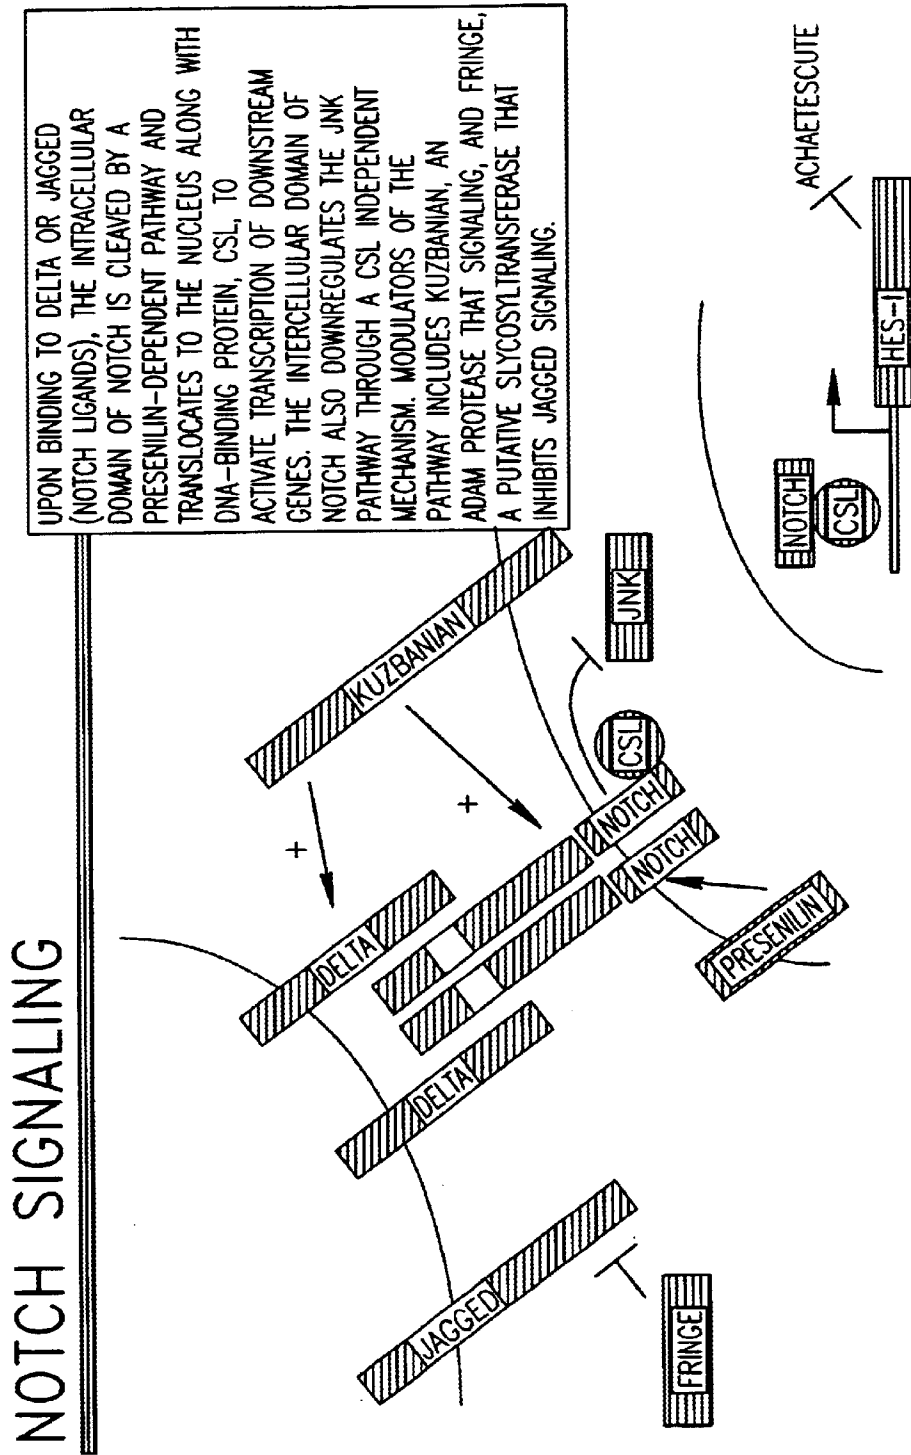 NOTCH SIGNALING
UPON BINDING TO DELTA OR JAGGED
(NOTCH LIGANDS), THE INTRACELLULAR
DOMAIN OF NOTCH IS CLEAVED BY A
PRESENILIN-DEPENDENT PATHWAY AND
TRANSLOCATES TO THE NUCLEUS ALONG WITH
DNA-BINDING PROTEIN, CSL, TO
ACTIVATE TRANSCRIPTION OF DOWNSTREAM
GENES. THE INTERCELLULAR DOMAIN OF
NOTCH ALSO DOWNREGULATES THE JNK
PATHWAY THROUGH A CSL INDEPENDENT
MECHANISM. MODULATORS OF THE
PATHWAY INCLUDES KUZBANIAN, AN
ADAM PROTEASE THAT SIGNALING, AND FRINGE,
A PUTATIVE SLYCOSYLTRANSFERASE THAT
INHIBITS JAGGED SIGNALING.
KUZBANIAN
+
+
DELTA
DELTA
JAGGED
NOTCH
NOTCH
CSL
JNK
PRESENILIN
FRINGE
NOTCH
CSL
HES-1
ACHAETESCUTE